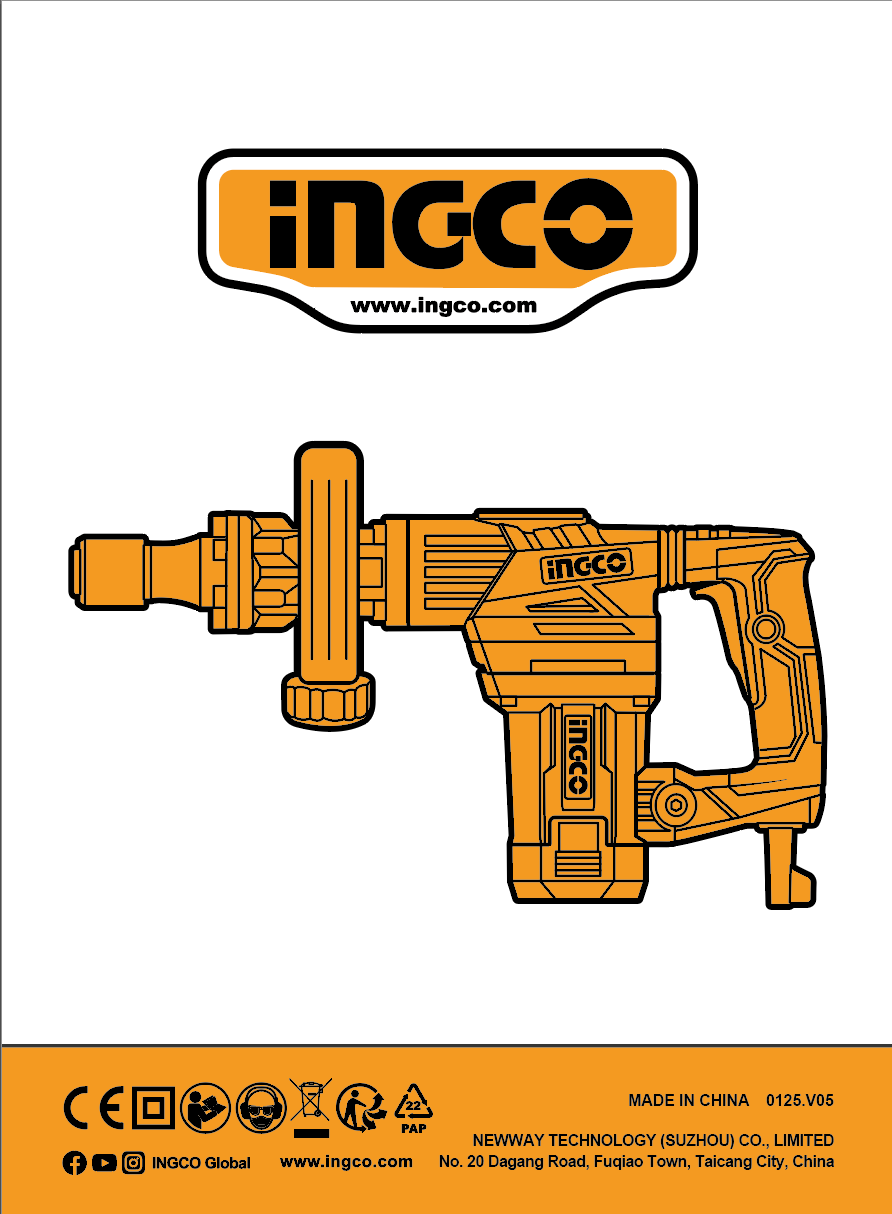 INGCO
www.ingco.com
INGCO
INGCO
CE
22
PAP
MADE IN CHINA 0125.V05
NEWWAY TECHNOLOGY (SUZHOU) CO., LIMITED
INGCO Global www.ingco.com No. 20 Dagang Road, Fuqiao Town, Taicang City, China